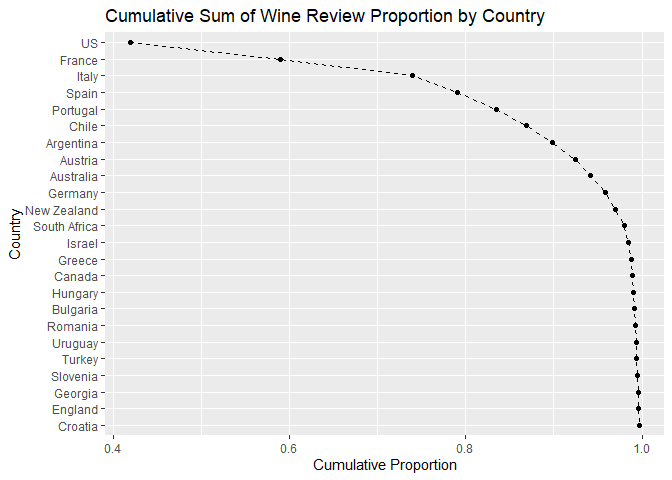 Cumulative Sum of Wine Review Proportion by Country
Country
US
France
Italy
Spain
Portugal
Chile
Argentina
Austria
Australia
Germany
New Zealand
South Africa
Israel
Greece
Canada
Hungary
Bulgaria
Romania
Uruguay
Turkey
Slovenia
Georgia
England
Croatia
0.4 0.6 0.8 1.0
Cumulative Proportion